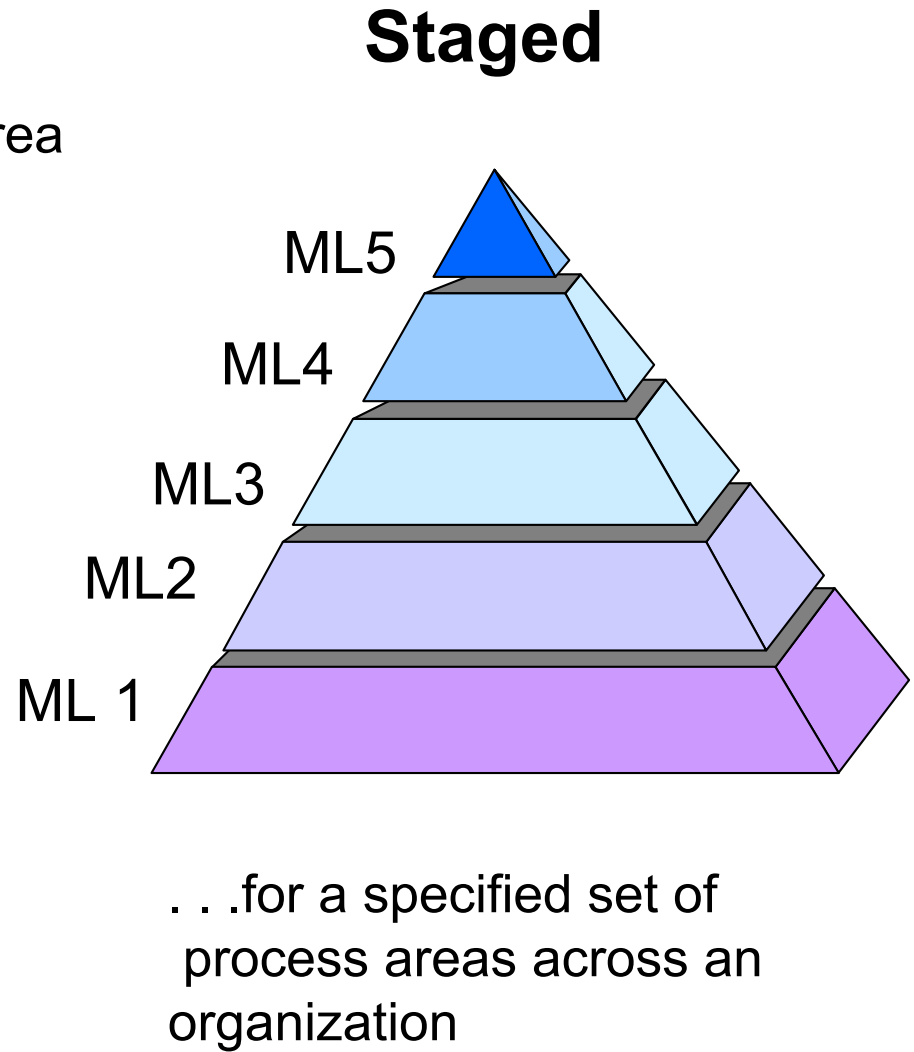 Staged
rea
ML5
ML4
ML3
ML2
ML 1
. . .for a specified set of
process areas across an
organization